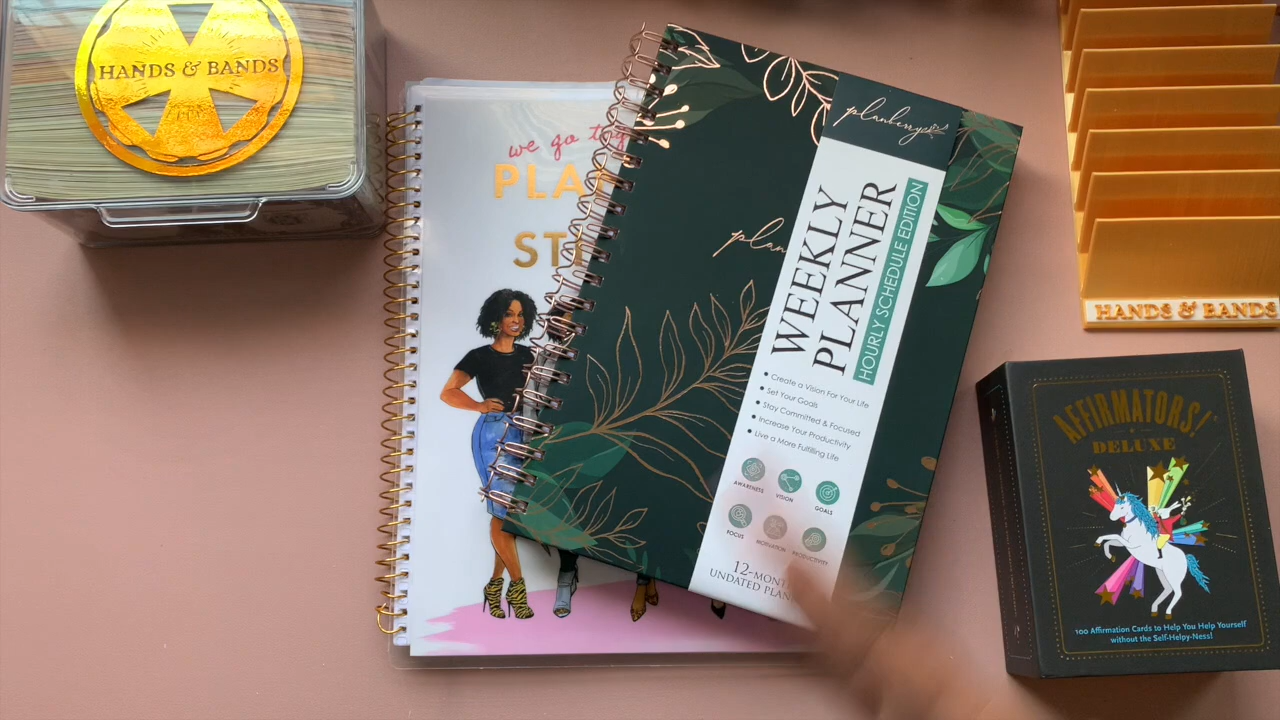 HANDS & BANDS
we go tog
PLA
STI
planberry
plan
WEEKLY
PLANNER
HOURLY SCHEDULE EDITION
Create a Vision For Your Life
Set Your Goals
Stay Committed & Focused
Increase Your Productivity
Live a More Fulfilling Life
AWARENESS VISION GOALS
FOCUS MOTIVATION PRODUCTIVITY
12-MONT
UNDATED PLAN
HANDS & BANDS
AFFIRMATORS!
DELUXE
100 Affirmation Cards to Help You Help Yourself
without the Self-Helpy-Ness!